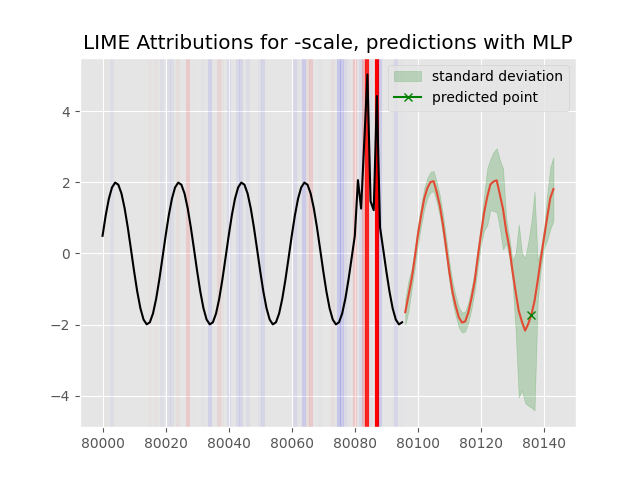 LIME Attributions for -scale, predictions with MLP
standard deviation
predicted point
4
2
0
−2
−4
80000 80020 80040 80060 80080 80100 80120 80140